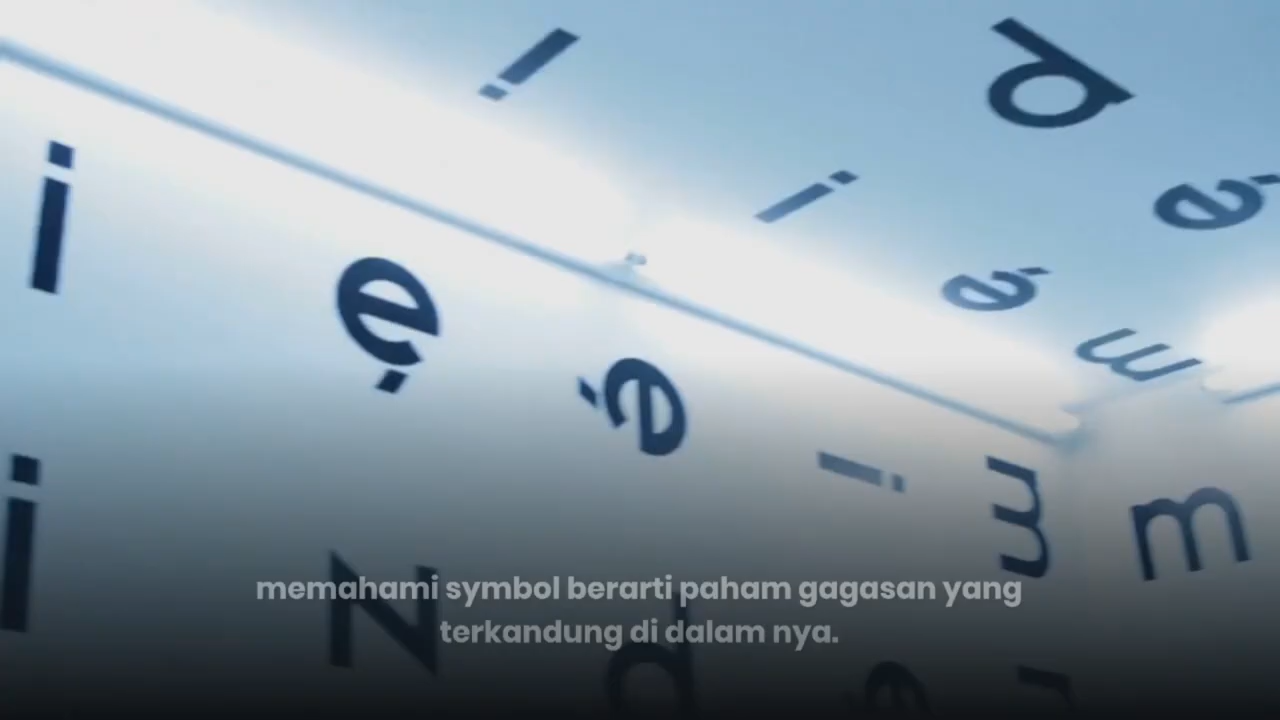 i
d
i
i
é
e
é
é
m
i
m
m
i
N
d
memahami symbol berarti paham gagasan yang
terkandung di dalam nya.